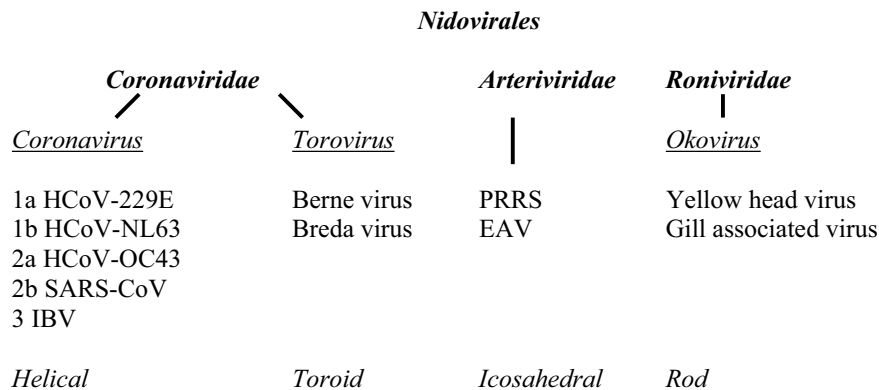 Nidovirales
Coronaviridae Arteriviridae Roniviridae
Coronavirus Torovirus Okovirus
1a HCoV-229E Berne virus PRRS Yellow head virus
1b HCoV-NL63 Breda virus EAV Gill associated virus
2a HCoV-OC43
2b SARS-CoV
3 IBV
Helical Toroid Icosahedral Rod